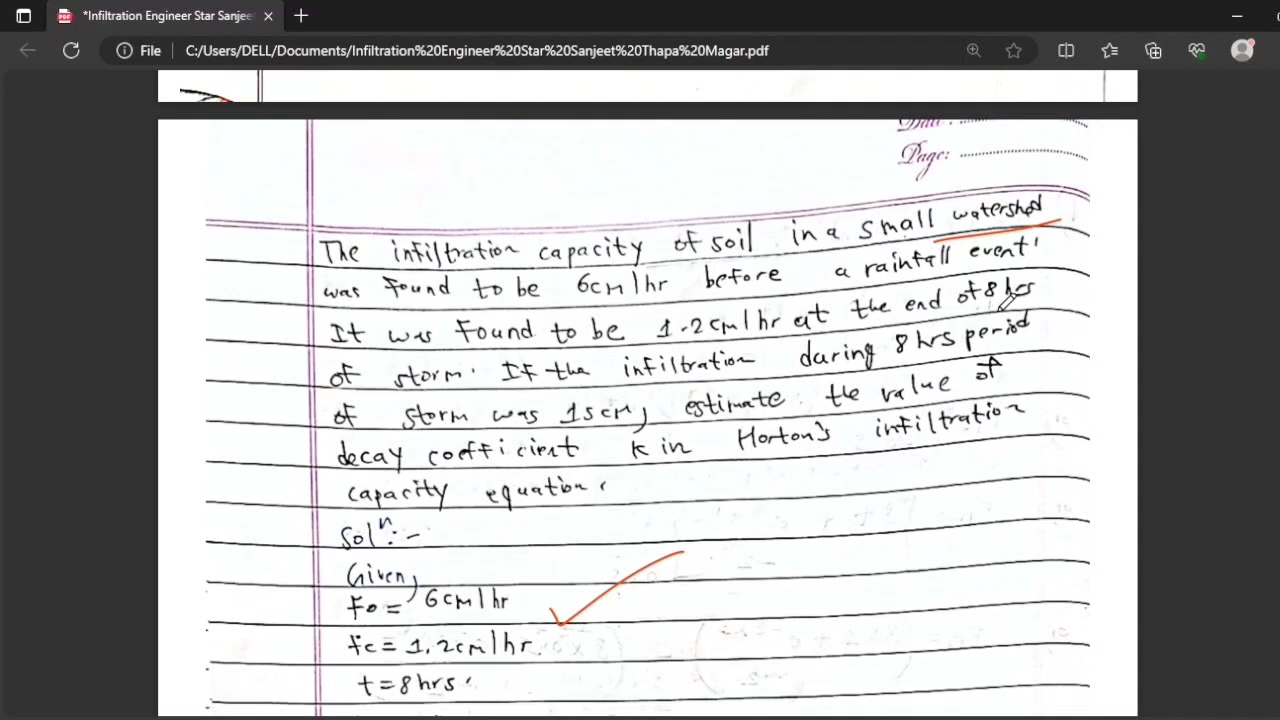 *Infiltration Engineer Star Sanjee
File C:/Users/DELL/Documents/Infiltration%20Engineer%20Star%20Sanjeet%20Thapa%20Magar.pdf
Date:
Page:
The infiltration capacity of soil in a small watershed
was found to be 6cm/hr before a rainfall event.
It was found to be 1.2cm/hr at the end of 8 hrs
of storm. If the infiltration during 8 hrs period
of storm was 15cm, estimate the value of
decay coefficient K in Horton's infiltration
capacity equation.
Solⁿ:-
Given,
Fo = 6cm/hr
fc = 1.2cm/hr.
t = 8hrs.